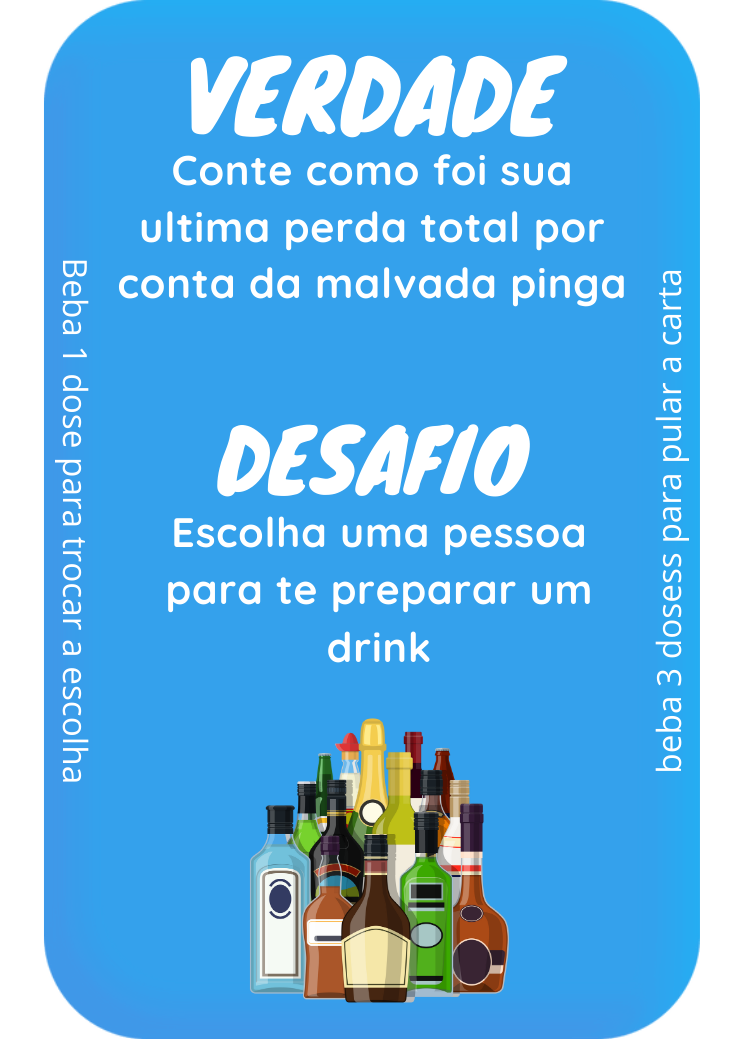 VERDADE
Conte como foi sua
ultima perda total por
conta da malvada pinga
DESAFIO
Escolha uma pessoa
para te preparar um
drink
Beba 1 dose para trocar a escolha
beba 3 dosess para pular a carta